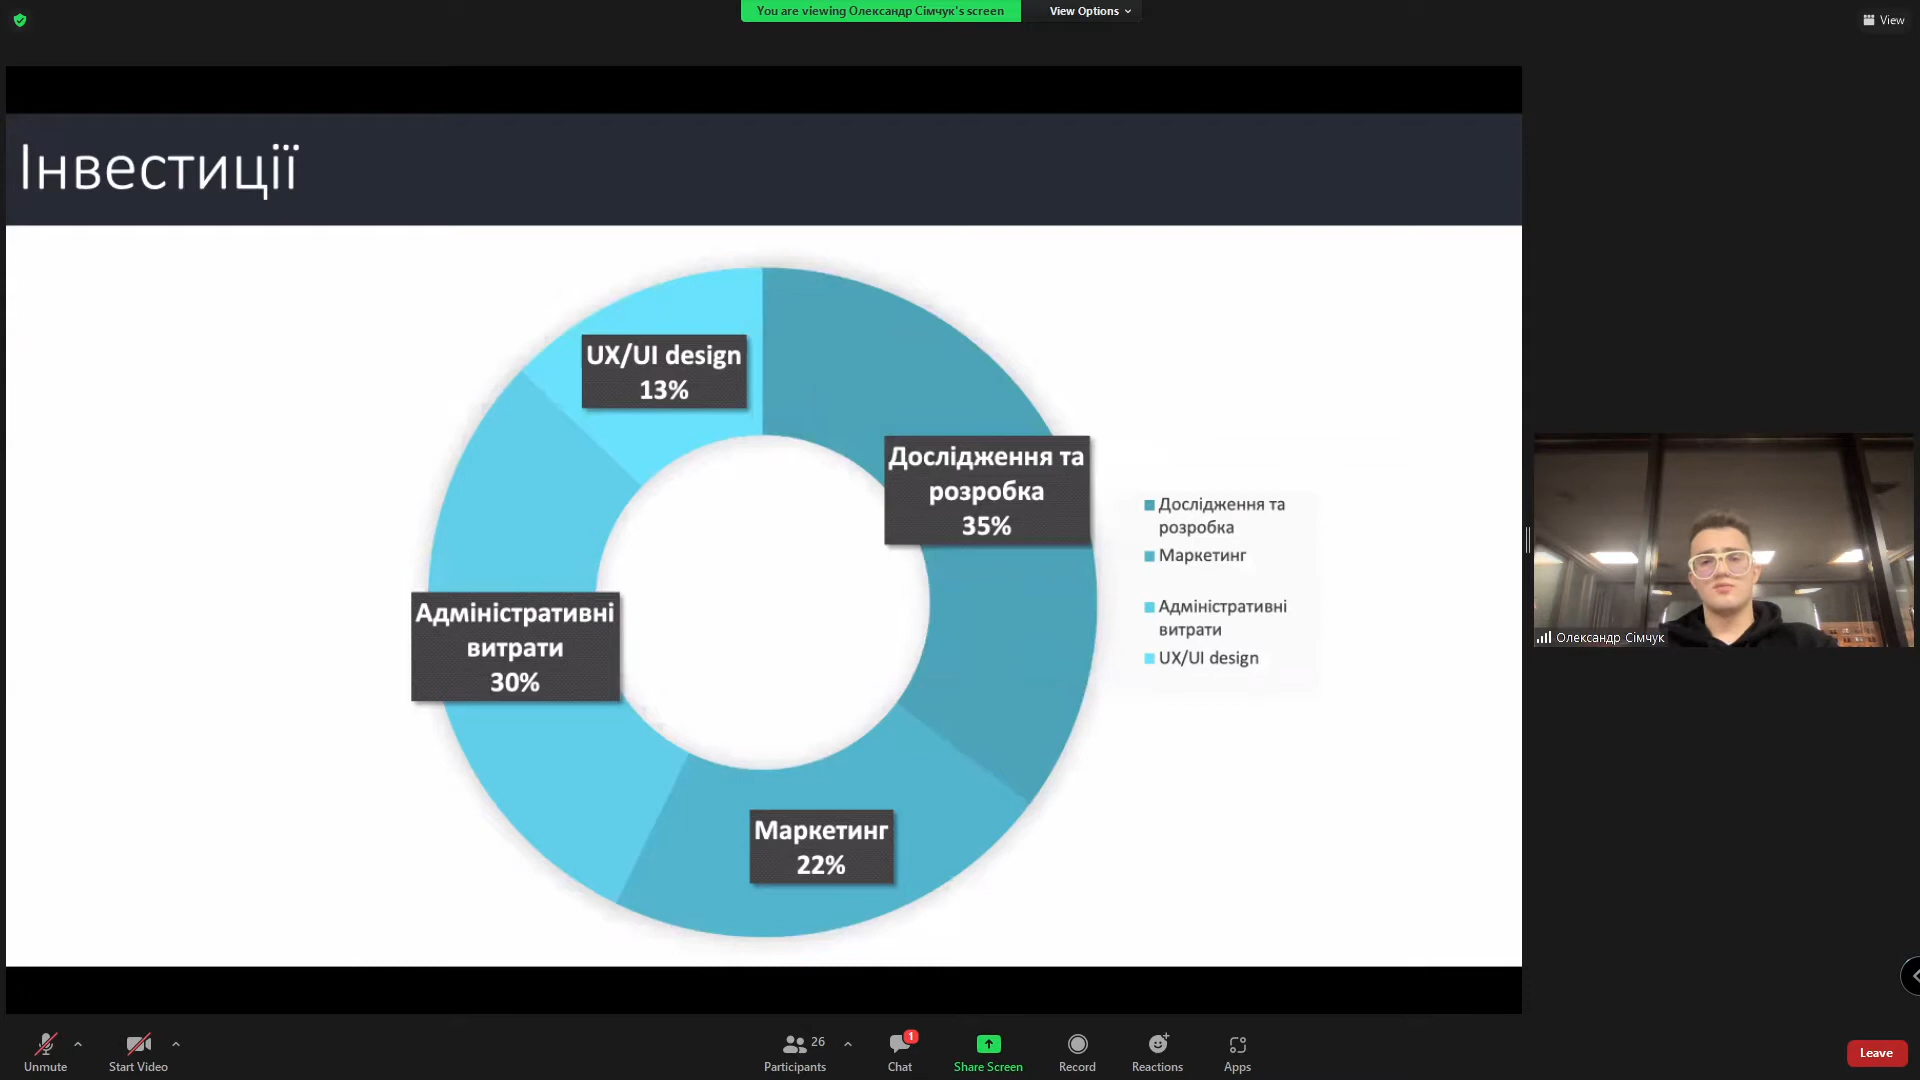 You are viewing Олександр Сімчук's screen
View Options
View
Інвестиції
UX/UI design
13%
Дослідження та
розробка
35%
Адміністративні
витрати
30%
Маркетинг
22%
Дослідження та
розробка
Маркетинг
Адміністративні
витрати
UX/UI design
Олександр Сімчук
Unmute
Start Video
26
Participants
1
Chat
Share Screen
Record
Reactions
Apps
Leave